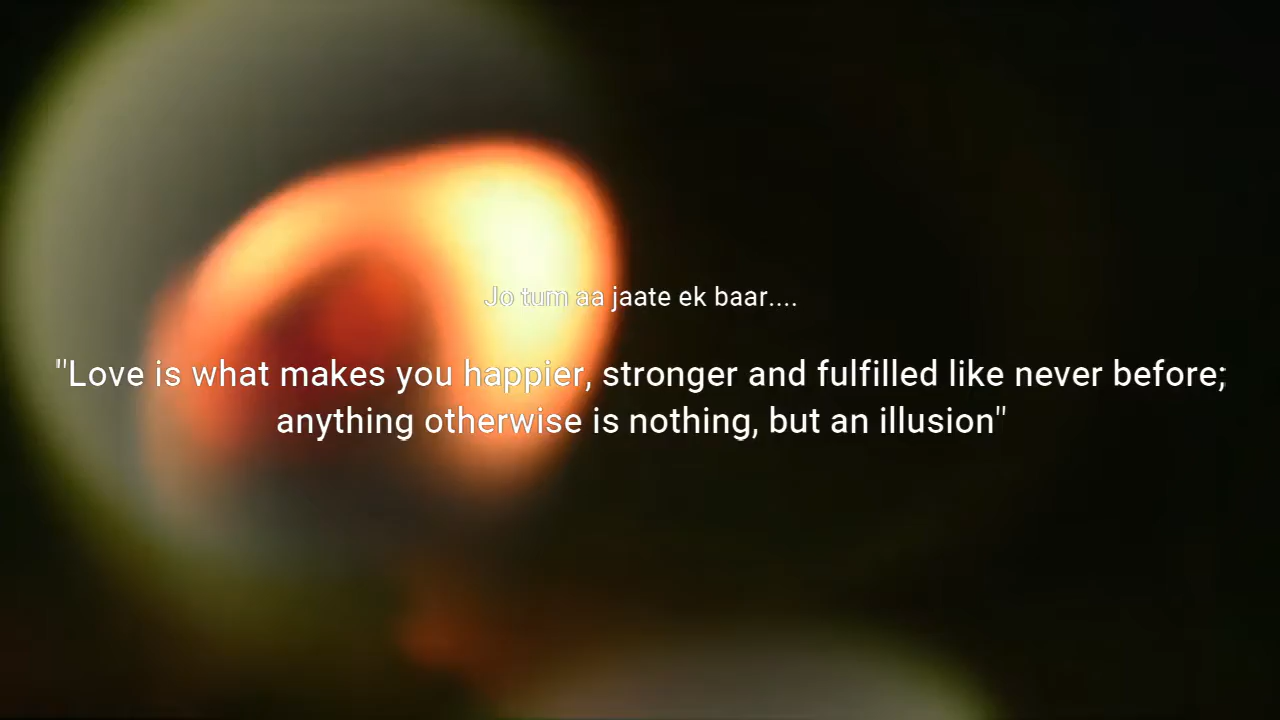 Jo tum aa jaate ek baar....
"Love is what makes you happier, stronger and fulfilled like never before;
anything otherwise is nothing, but an illusion"